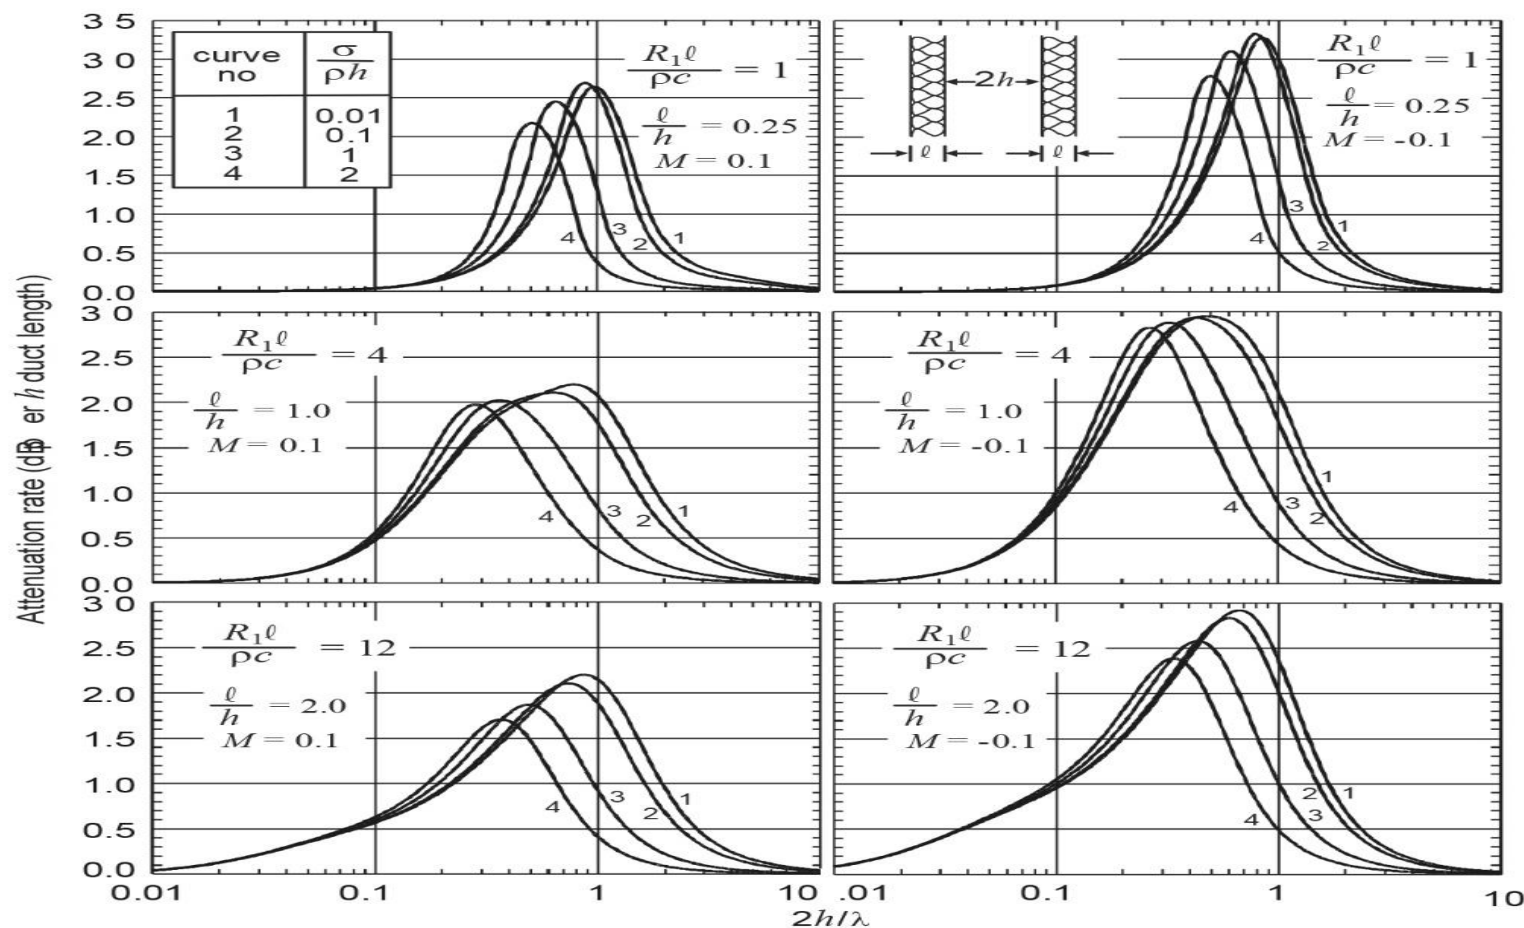 Attenuation rate (dB per h duct length)
3 5
3 0
2.5
2.0
1.5
1.0
0.5
0.0
curve no
σ/ρh
1 0.01
2 0.1
3 1
4 2
R₁ℓ/ρc = 1
ℓ/h = 0.25
M = 0.1
4 3 2 1
2h
ℓ ℓ
R₁ℓ/ρc = 1
ℓ/h = 0.25
M = -0.1
4 3 2 1
3 0
2.5
2.0
1.5
1.0
0.5
0.0
R₁ℓ/ρc = 4
ℓ/h = 1.0
M = 0.1
4 3 2 1
R₁ℓ/ρc = 4
ℓ/h = 1.0
M = -0.1
4 3 2 1
3 0
2.5
2.0
1.5
1.0
0.5
0.0
R₁ℓ/ρc = 12
ℓ/h = 2.0
M = 0.1
4 3 2 1
R₁ℓ/ρc = 12
ℓ/h = 2.0
M = -0.1
4 3 2 1
0.01 0.1 1 10
.01 0.1 1 10
2h/λ